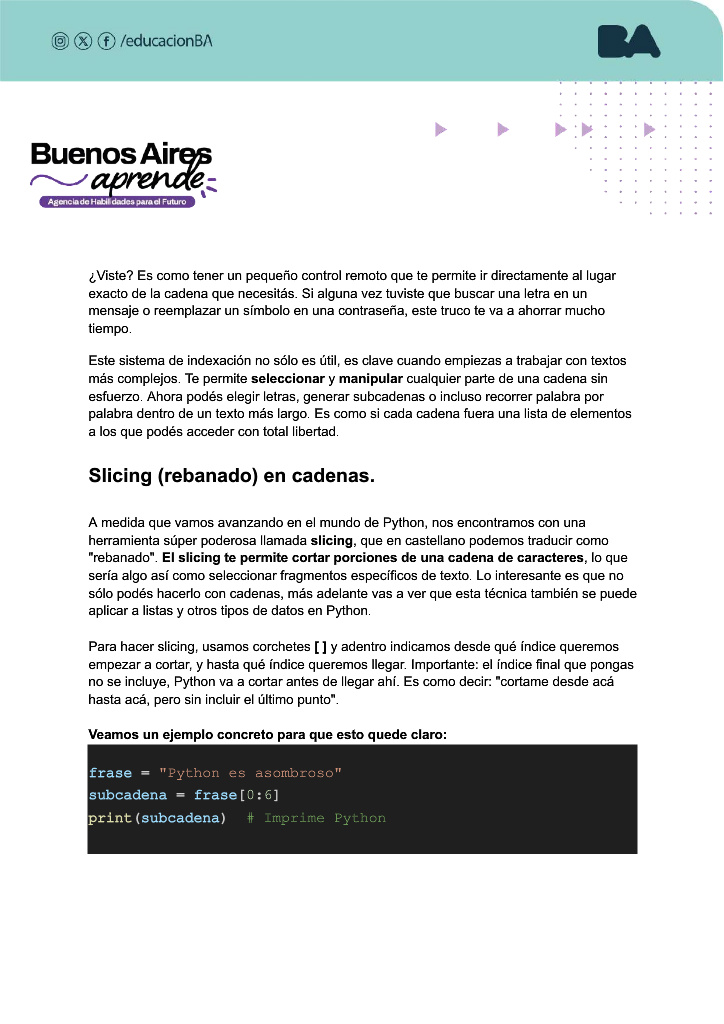 /educacionBA
BA
Buenos Aires
aprende
Agencia de Habilidades para el Futuro
¿Viste? Es como tener un pequeño control remoto que te permite ir directamente al lugar
exacto de la cadena que necesitás. Si alguna vez tuviste que buscar una letra en un
mensaje o reemplazar un símbolo en una contraseña, este truco te va a ahorrar mucho
tiempo.
Este sistema de indexación no sólo es útil, es clave cuando empiezas a trabajar con textos
más complejos. Te permite seleccionar y manipular cualquier parte de una cadena sin
esfuerzo. Ahora podés elegir letras, generar subcadenas o incluso recorrer palabra por
palabra dentro de un texto más largo. Es como si cada cadena fuera una lista de elementos
a los que podés acceder con total libertad.
Slicing (rebanado) en cadenas.
A medida que vamos avanzando en el mundo de Python, nos encontramos con una
herramienta súper poderosa llamada slicing, que en castellano podemos traducir como
"rebanado". El slicing te permite cortar porciones de una cadena de caracteres, lo que
sería algo así como seleccionar fragmentos específicos de texto. Lo interesante es que no
sólo podés hacerlo con cadenas, más adelante vas a ver que esta técnica también se puede
aplicar a listas y otros tipos de datos en Python.
Para hacer slicing, usamos corchetes [ ] y adentro indicamos desde qué índice queremos
empezar a cortar, y hasta qué índice queremos llegar. Importante: el índice final que pongas
no se incluye, Python va a cortar antes de llegar ahí. Es como decir: "cortame desde acá
hasta acá, pero sin incluir el último punto".
Veamos un ejemplo concreto para que esto quede claro:
frase = "Python es asombroso"
subcadena = frase[0:6]
print(subcadena)  # Imprime Python